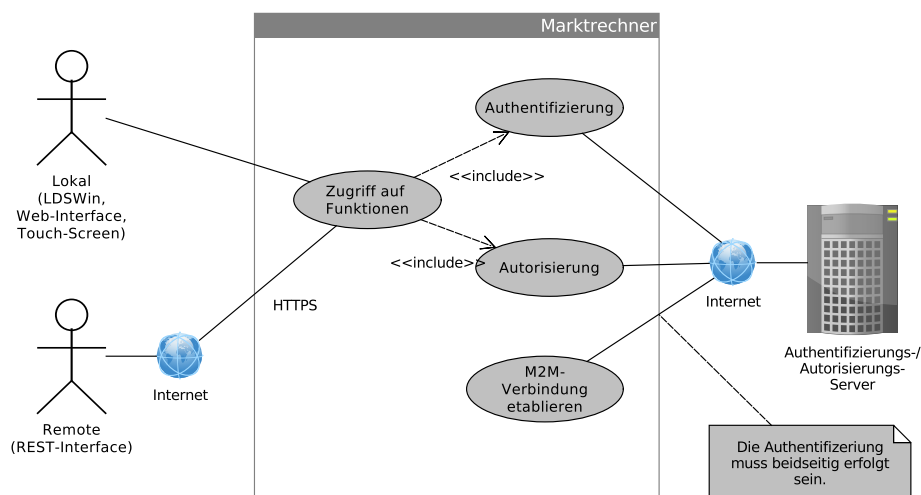 Marktrechner
Authentifizierung
<<include>>
Lokal
(LDSWin,
Web-Interface,
Touch-Screen)
Zugriff auf
Funktionen
<<include>>
Autorisierung
HTTPS
Internet
Internet
Remote
(REST-Interface)
M2M-
Verbindung
etablieren
Authentifizierungs-/
Autorisierungs-
Server
Die Authentifizeriung
muss beidseitig erfolgt
sein.